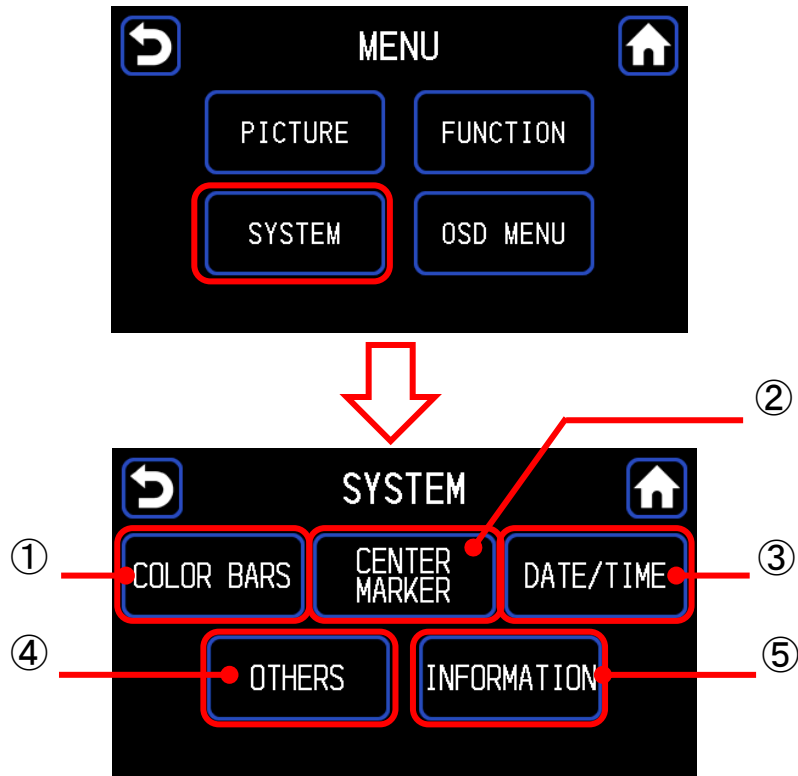 MENU
PICTURE
FUNCTION
SYSTEM
OSD MENU
②
SYSTEM
①
COLOR BARS
CENTER
MARKER
DATE/TIME
③
④
OTHERS
INFORMATION
⑤